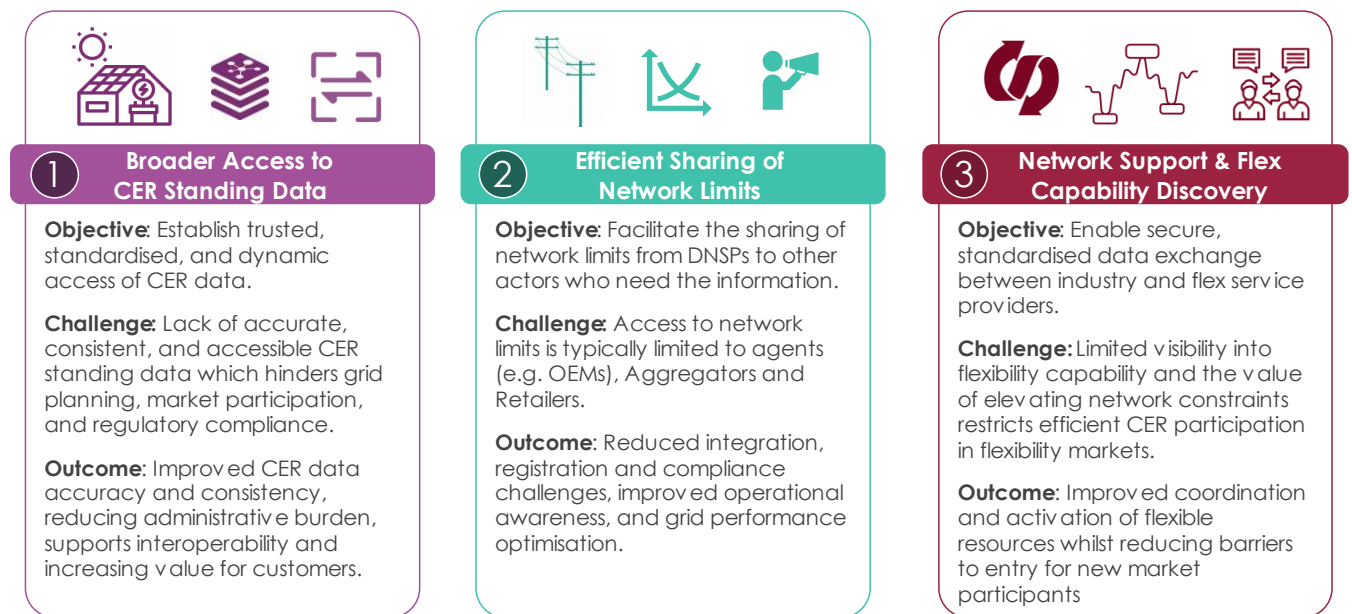 1
Broader Access to
CER Standing Data
Objective: Establish trusted,
standardised, and dynamic
access of CER data.
Challenge: Lack of accurate,
consistent, and accessible CER
standing data which hinders grid
planning, market participation,
and regulatory compliance.
Outcome: Improved CER data
accuracy and consistency,
reducing administrative burden,
supports interoperability and
increasing value for customers.
2
Efficient Sharing of
Network Limits
Objective: Facilitate the sharing of
network limits from DNSPs to other
actors who need the information.
Challenge: Access to network
limits is typically limited to agents
(e.g. OEMs), Aggregators and
Retailers.
Outcome: Reduced integration,
registration and compliance
challenges, improved operational
awareness, and grid performance
optimisation.
3
Network Support & Flex
Capability Discovery
Objective: Enable secure,
standardised data exchange
between industry and flex service
providers.
Challenge: Limited visibility into
flexibility capability and the value
of elevating network constraints
restricts efficient CER participation
in flexibility markets.
Outcome: Improved coordination
and activation of flexible
resources whilst reducing barriers
to entry for new market
participants